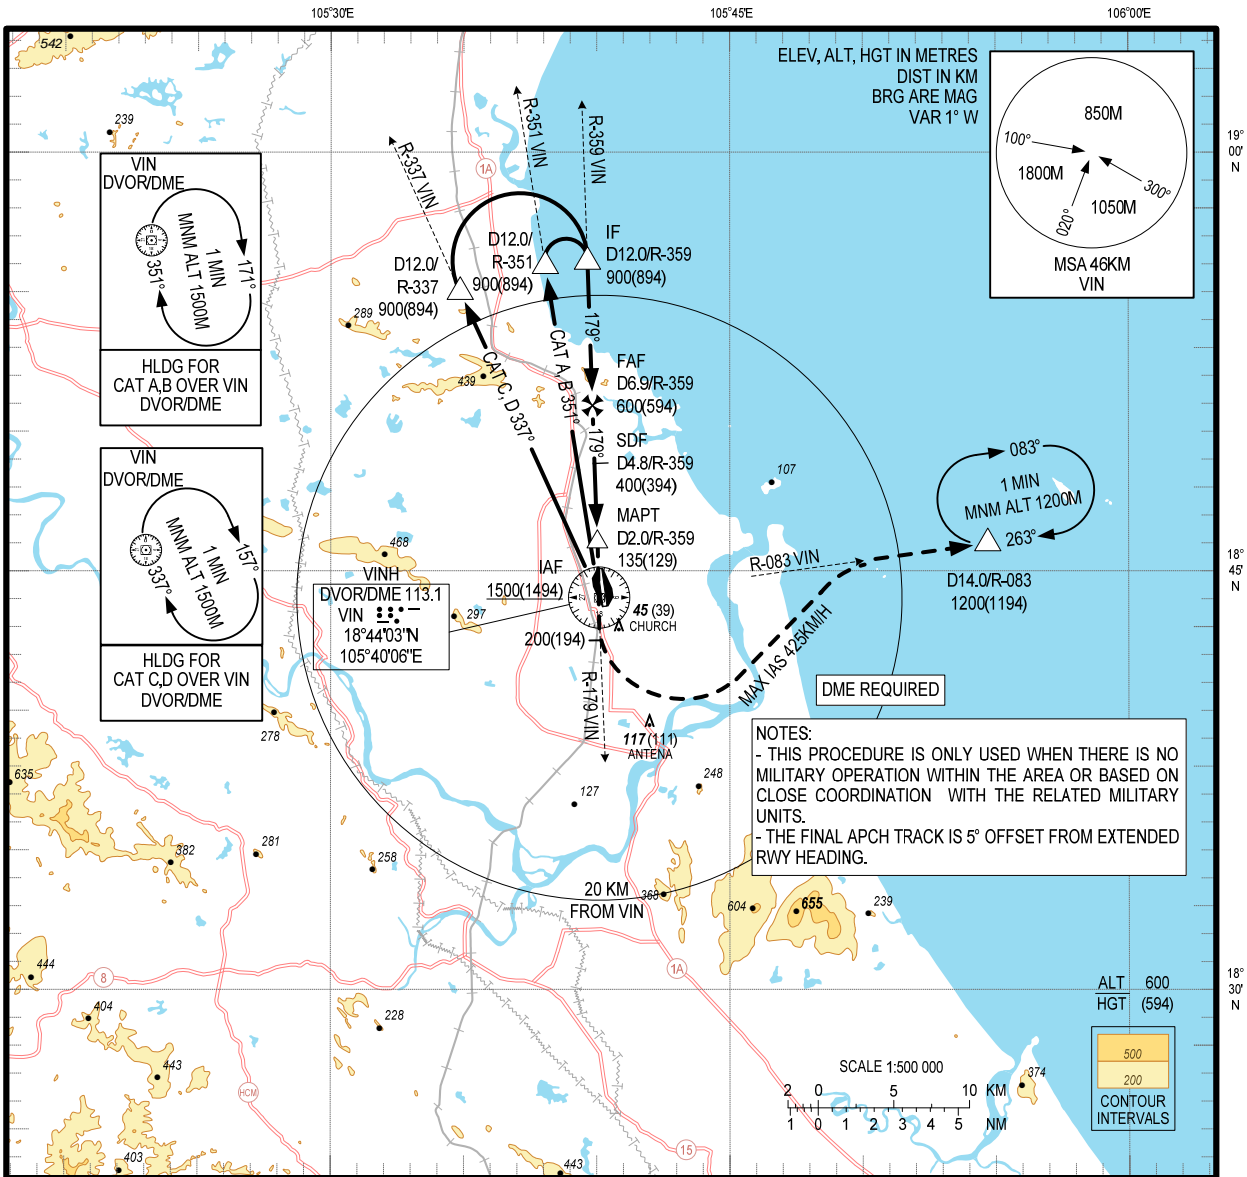 105°30'E
105°45'E
106°00'E
542
239
ELEV, ALT, HGT IN METRES
DIST IN KM
BRG ARE MAG
VAR 1° W
850M
100°
1800M
300°
1050M
020°
MSA 46KM
VIN
19°
00'
N
VIN
DVOR/DME
1 MIN
MNM ALT 1500M
351°
171°
HLDG FOR
CAT A,B OVER VIN
DVOR/DME
R-337 VIN
R-351 VIN
R-359 VIN
1A
D12.0/
R-337
900(894)
D12.0/
R-351
900(894)
IF
D12.0/R-359
900(894)
289
439
179°
CAT C, D 337°
CAT A, B 351°
FAF
D6.9/R-359
600(594)
179°
SDF
D4.8/R-359
400(394)
MAPT
D2.0/R-359
135(129)
107
083°
1 MIN
MNM ALT 1200M
263°
D14.0/R-083
1200(1194)
R-083 VIN
18°
45'
N
VIN
DVOR/DME
1 MIN
MNM ALT 1500M
337°
157°
HLDG FOR
CAT C,D OVER VIN
DVOR/DME
468
VINH
DVOR/DME 113.1
VIN
18°44'03"N
105°40'06"E
297
IAF
1500(1494)
45 (39)
CHURCH
200(194)
MAX IAS 425KM/H
R-179 VIN
DME REQUIRED
117(111)
ANTENA
278
635
248
127
NOTES:
- THIS PROCEDURE IS ONLY USED WHEN THERE IS NO
MILITARY OPERATION WITHIN THE AREA OR BASED ON
CLOSE COORDINATION WITH THE RELATED MILITARY
UNITS.
- THE FINAL APCH TRACK IS 5° OFFSET FROM EXTENDED
RWY HEADING.
382
281
258
20 KM
FROM VIN
368
604
655
239
444
8
1A
404
228
443
HCM
403
443
15
374
18°
30'
N
ALT 600
HGT (594)
500
200
CONTOUR
INTERVALS
SCALE 1:500 000
2 0 5 10 KM
1 0 1 2 3 4 5 NM